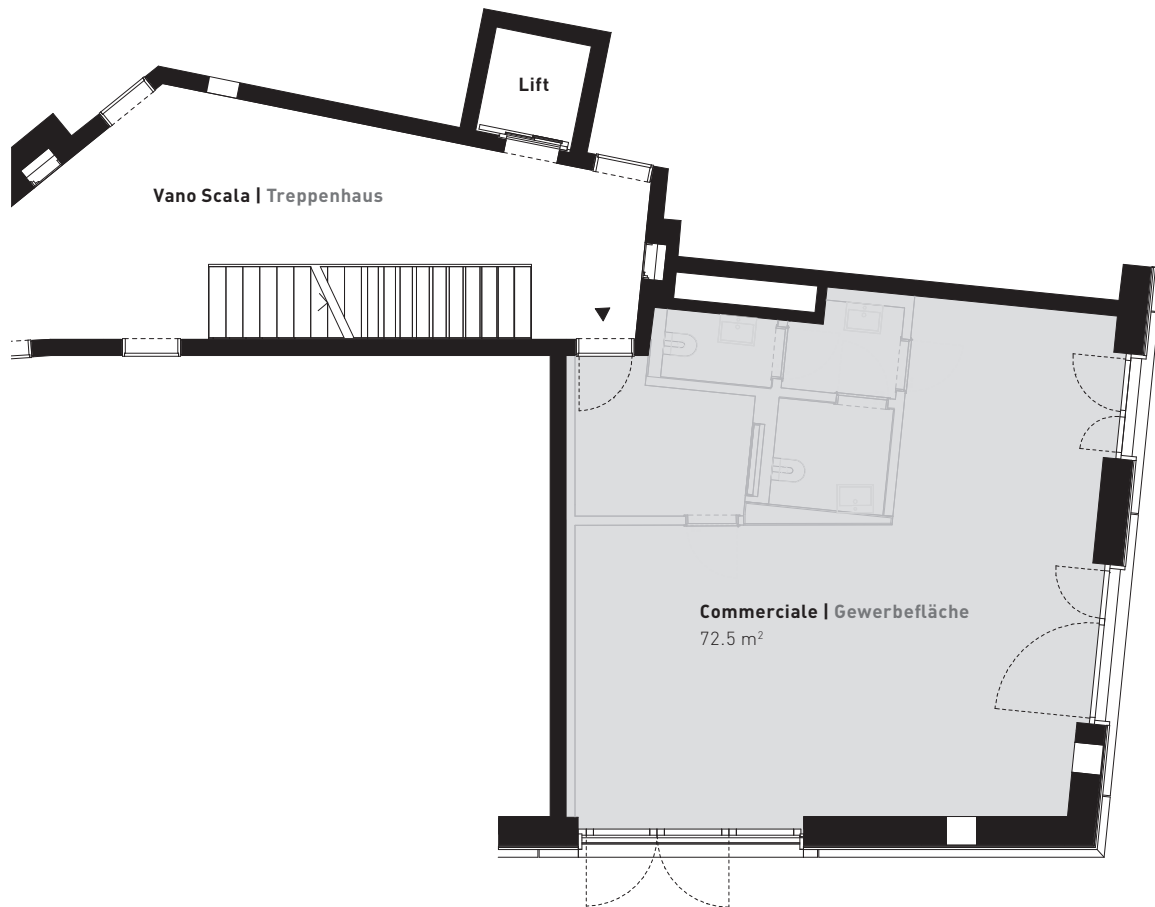 Lift
Vano Scala | Treppenhaus
Commerciale | Gewerbefläche
72.5 m²